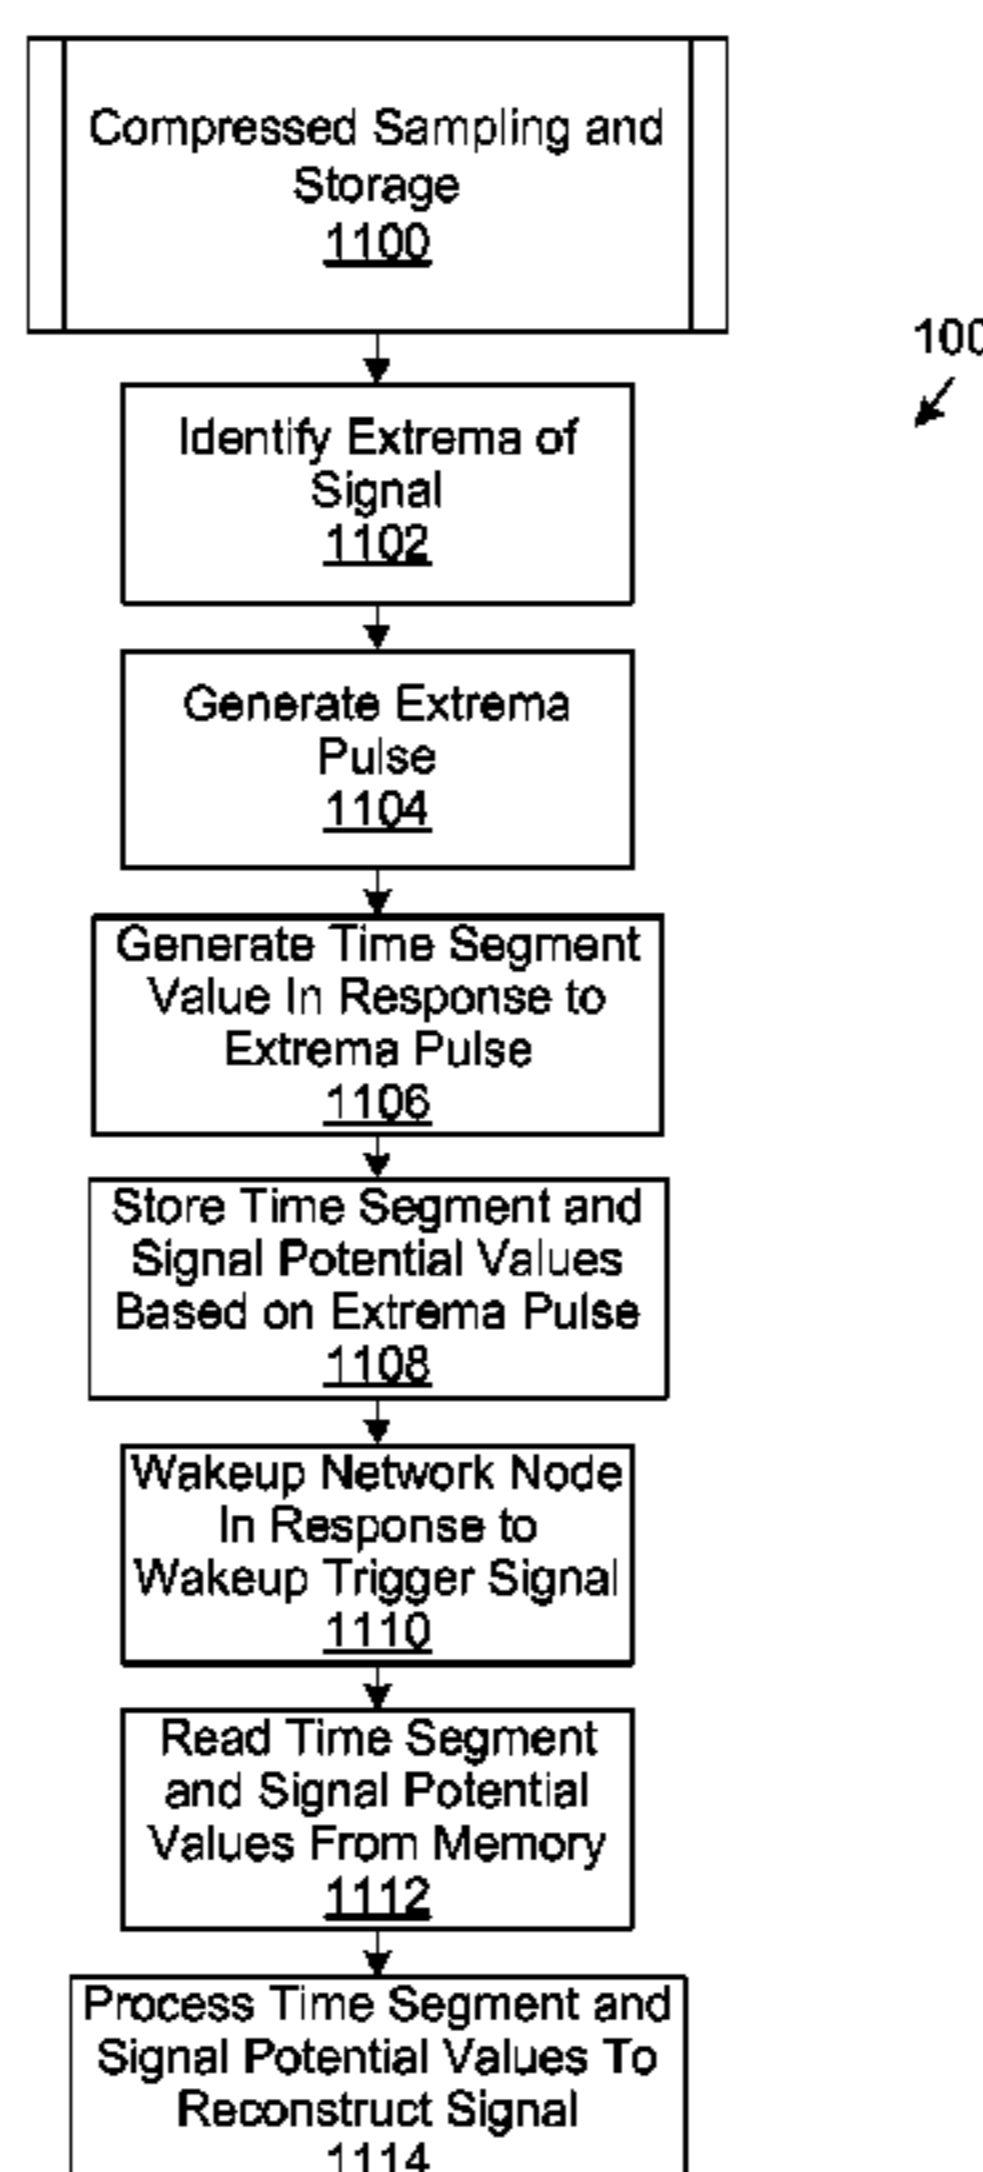 Compressed Sampling and
Storage
1100
100
Identify Extrema of
Signal
1102
Generate Extrema
Pulse
1104
Generate Time Segment
Value In Response to
Extrema Pulse
1106
Store Time Segment and
Signal Potential Values
Based on Extrema Pulse
1108
Wakeup Network Node
In Response to
Wakeup Trigger Signal
1110
Read Time Segment
and Signal Potential
Values From Memory
1112
Process Time Segment and
Signal Potential Values To
Reconstruct Signal
1114